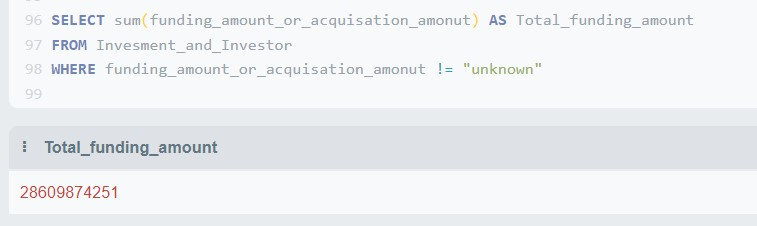 96 SELECT sum(funding_amount_or_acquisation_amonut) AS Total_funding_amount
97 FROM Invesment_and_Investor
98 WHERE funding_amount_or_acquisation_amonut != "unknown"
99
Total_funding_amount
28609874251